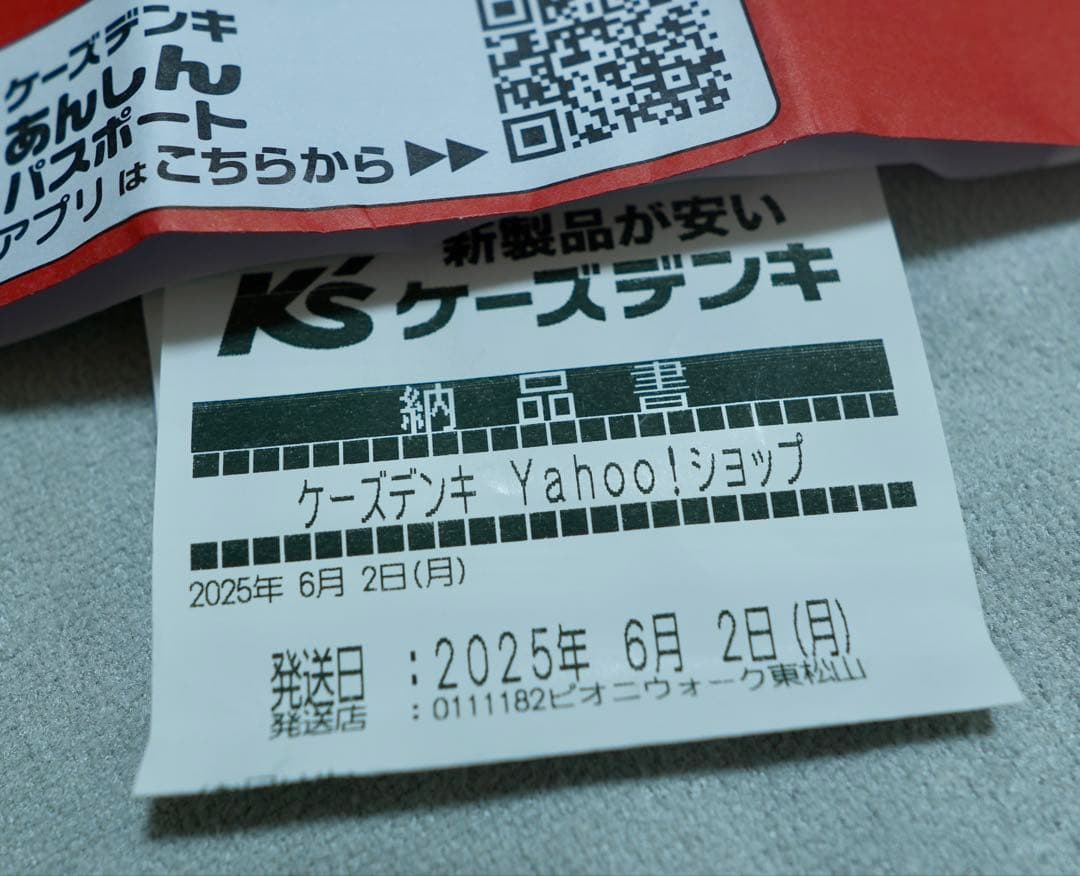 ケーズデンキ
あんしん
パスポート
アプリはこちらから▶▶
新製品が安い
K's ケーズデンキ
納品書
ケーズデンキ Yahoo!ショップ
2025年 6月 2日(月)
発送日 :2025年 6月 2日(月)
発送店 :0111182ピオニウォーク東松山